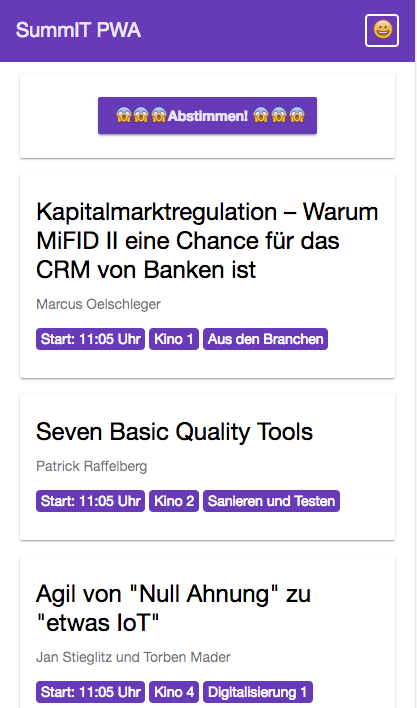 SummIT PWA
😀
😱😱😱Abstimmen! 😱😱😱
Kapitalmarktregulation – Warum
MiFID II eine Chance für das
CRM von Banken ist
Marcus Oelschleger
Start: 11:05 Uhr Kino 1 Aus den Branchen
Seven Basic Quality Tools
Patrick Raffelberg
Start: 11:05 Uhr Kino 2 Sanieren und Testen
Agil von "Null Ahnung" zu
"etwas IoT"
Jan Stieglitz und Torben Mader
Start: 11:05 Uhr Kino 4 Digitalisierung 1